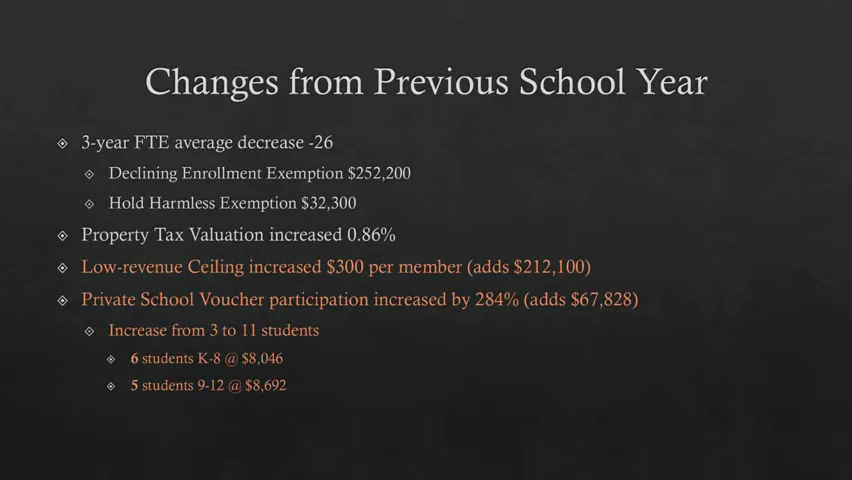 Changes from Previous School Year
3-year FTE average decrease -26
Declining Enrollment Exemption $252,200
Hold Harmless Exemption $32,300
Property Tax Valuation increased 0.86%
Low-revenue Ceiling increased $300 per member (adds $212,100)
Private School Voucher participation increased by 284% (adds $67,828)
Increase from 3 to 11 students
6 students K-8 @ $8,046
5 students 9-12 @ $8,692